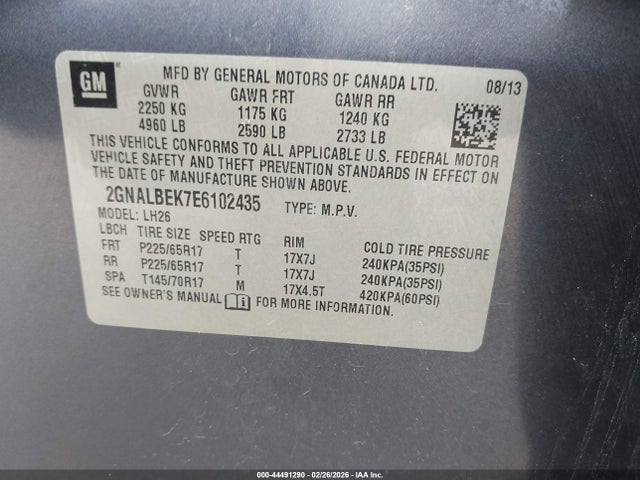 GM
MFD BY GENERAL MOTORS OF CANADA LTD. 08/13
GVWR GAWR FRT GAWR RR
2250 KG 1175 KG 1240 KG
4960 LB 2590 LB 2733 LB
THIS VEHICLE CONFORMS TO ALL APPLICABLE U.S. FEDERAL MOTOR
VEHICLE SAFETY AND THEFT PREVENTION STANDARDS IN EFFECT ON
THE DATE OF MANUFACTURE SHOWN ABOVE.
2GNALBEK7E6102435 TYPE: M.P.V.
MODEL: LH26
LBCH TIRE SIZE SPEED RTG RIM COLD TIRE PRESSURE
FRT P225/65R17 T 17X7J 240KPA(35PSI)
RR P225/65R17 T 17X7J 240KPA(35PSI)
SPA T145/70R17 M 17X4.5T 420KPA(60PSI)
SEE OWNER'S MANUAL i FOR MORE INFORMATION.
000-44491290 - 02/26/2026 - IAA Inc.